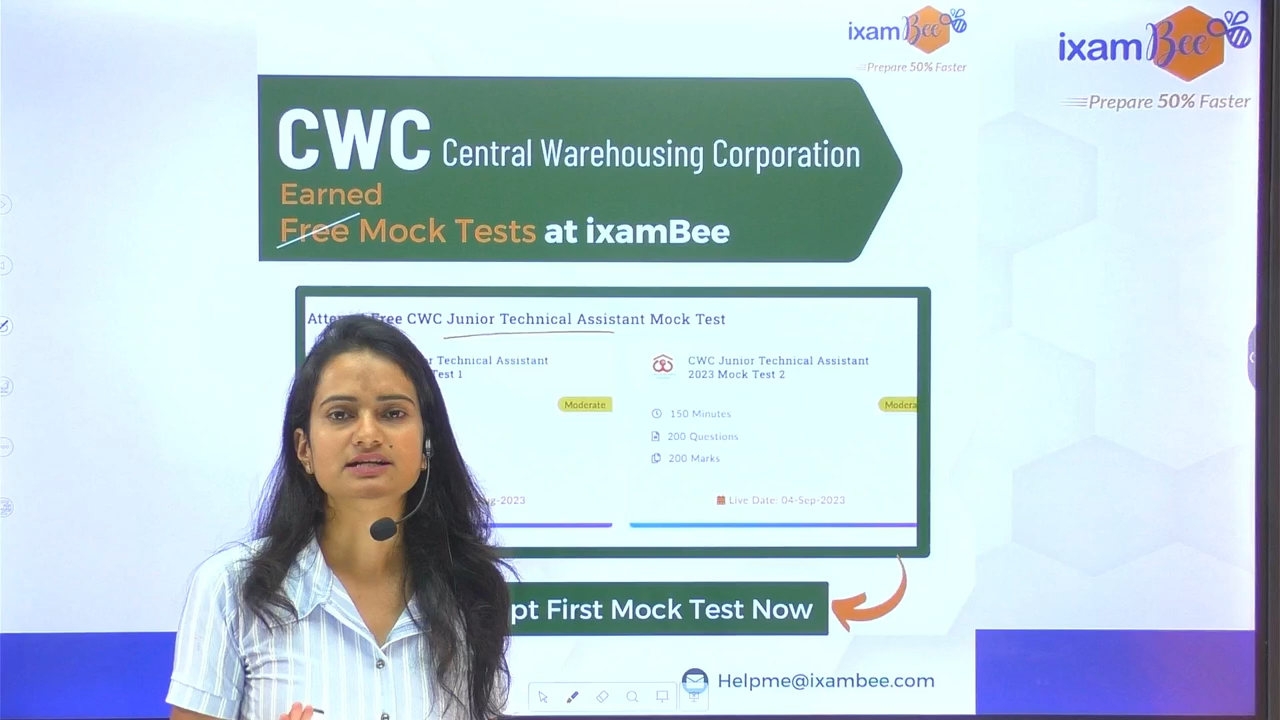 ixamBee
Prepare 50% Faster
ixamBee
Prepare 50% Faster
CWC Central Warehousing Corporation
Earned
Free Mock Tests at ixamBee
Free CWC Junior Technical Assistant Mock Test
Technical Assistant
1
Moderate
2023
CWC Junior Technical Assistant
2023 Mock Test 2
150 Minutes
200 Questions
200 Marks
Live Date: 04-Sep-2023
First Mock Test Now
Helpme@ixambee.com